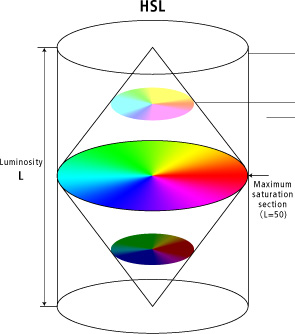 HSL
Luminosity
L
Maximum
saturation
section
(L=50)